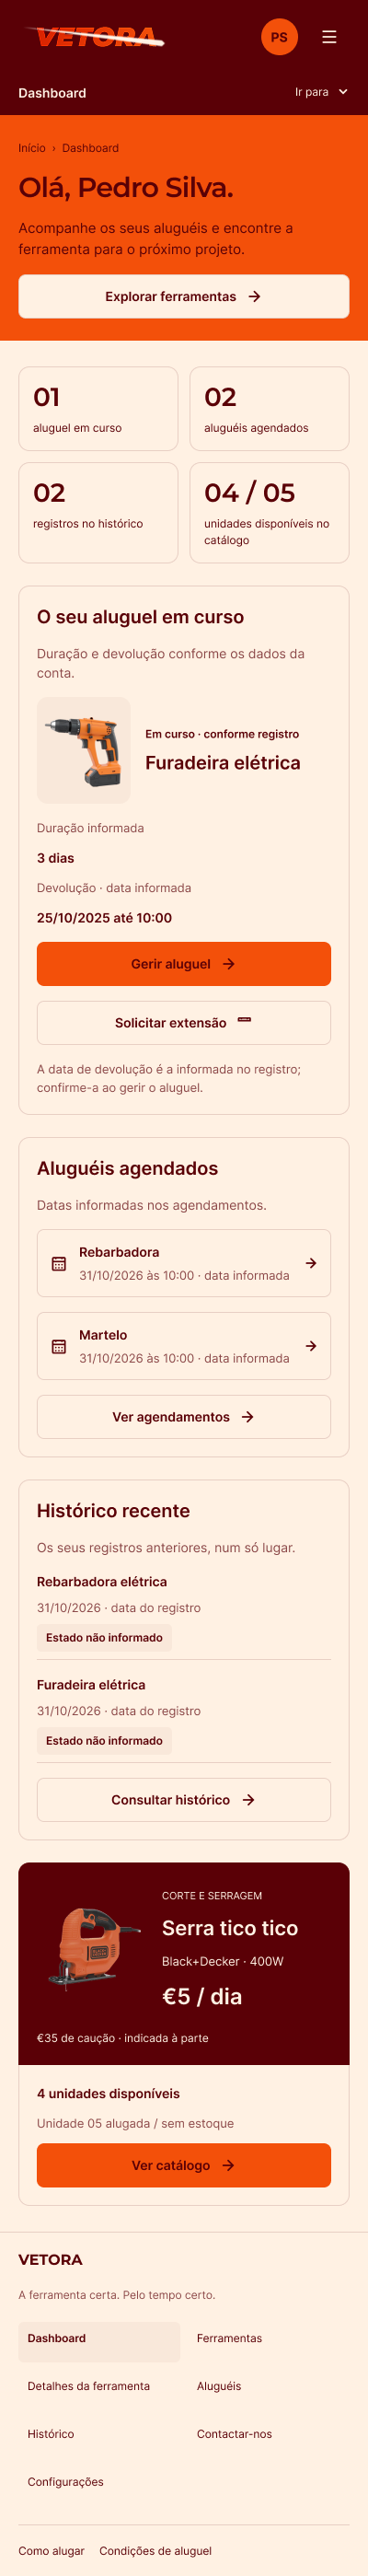 VETORA
PS
Dashboard
Ir para
Início › Dashboard
Olá, Pedro Silva.
Acompanhe os seus aluguéis e encontre a
ferramenta para o próximo projeto.
Explorar ferramentas
01
aluguel em curso
02
aluguéis agendados
02
registros no histórico
04 / 05
unidades disponíveis no
catálogo
O seu aluguel em curso
Duração e devolução conforme os dados da
conta.
Em curso · conforme registro
Furadeira elétrica
Duração informada
3 dias
Devolução · data informada
25/10/2025 até 10:00
Gerir aluguel
Solicitar extensão
A data de devolução é a informada no registro;
confirme-a ao gerir o aluguel.
Aluguéis agendados
Datas informadas nos agendamentos.
Rebarbadora
31/10/2026 às 10:00 · data informada
Martelo
31/10/2026 às 10:00 · data informada
Ver agendamentos
Histórico recente
Os seus registros anteriores, num só lugar.
Rebarbadora elétrica
31/10/2026 · data do registro
Estado não informado
Furadeira elétrica
31/10/2026 · data do registro
Estado não informado
Consultar histórico
CORTE E SERRAGEM
Serra tico tico
Black+Decker · 400W
€5 / dia
€35 de caução · indicada à parte
4 unidades disponíveis
Unidade 05 alugada / sem estoque
Ver catálogo
VETORA
A ferramenta certa. Pelo tempo certo.
Dashboard
Ferramentas
Detalhes da ferramenta
Aluguéis
Histórico
Contactar-nos
Configurações
Como alugar
Condições de aluguel